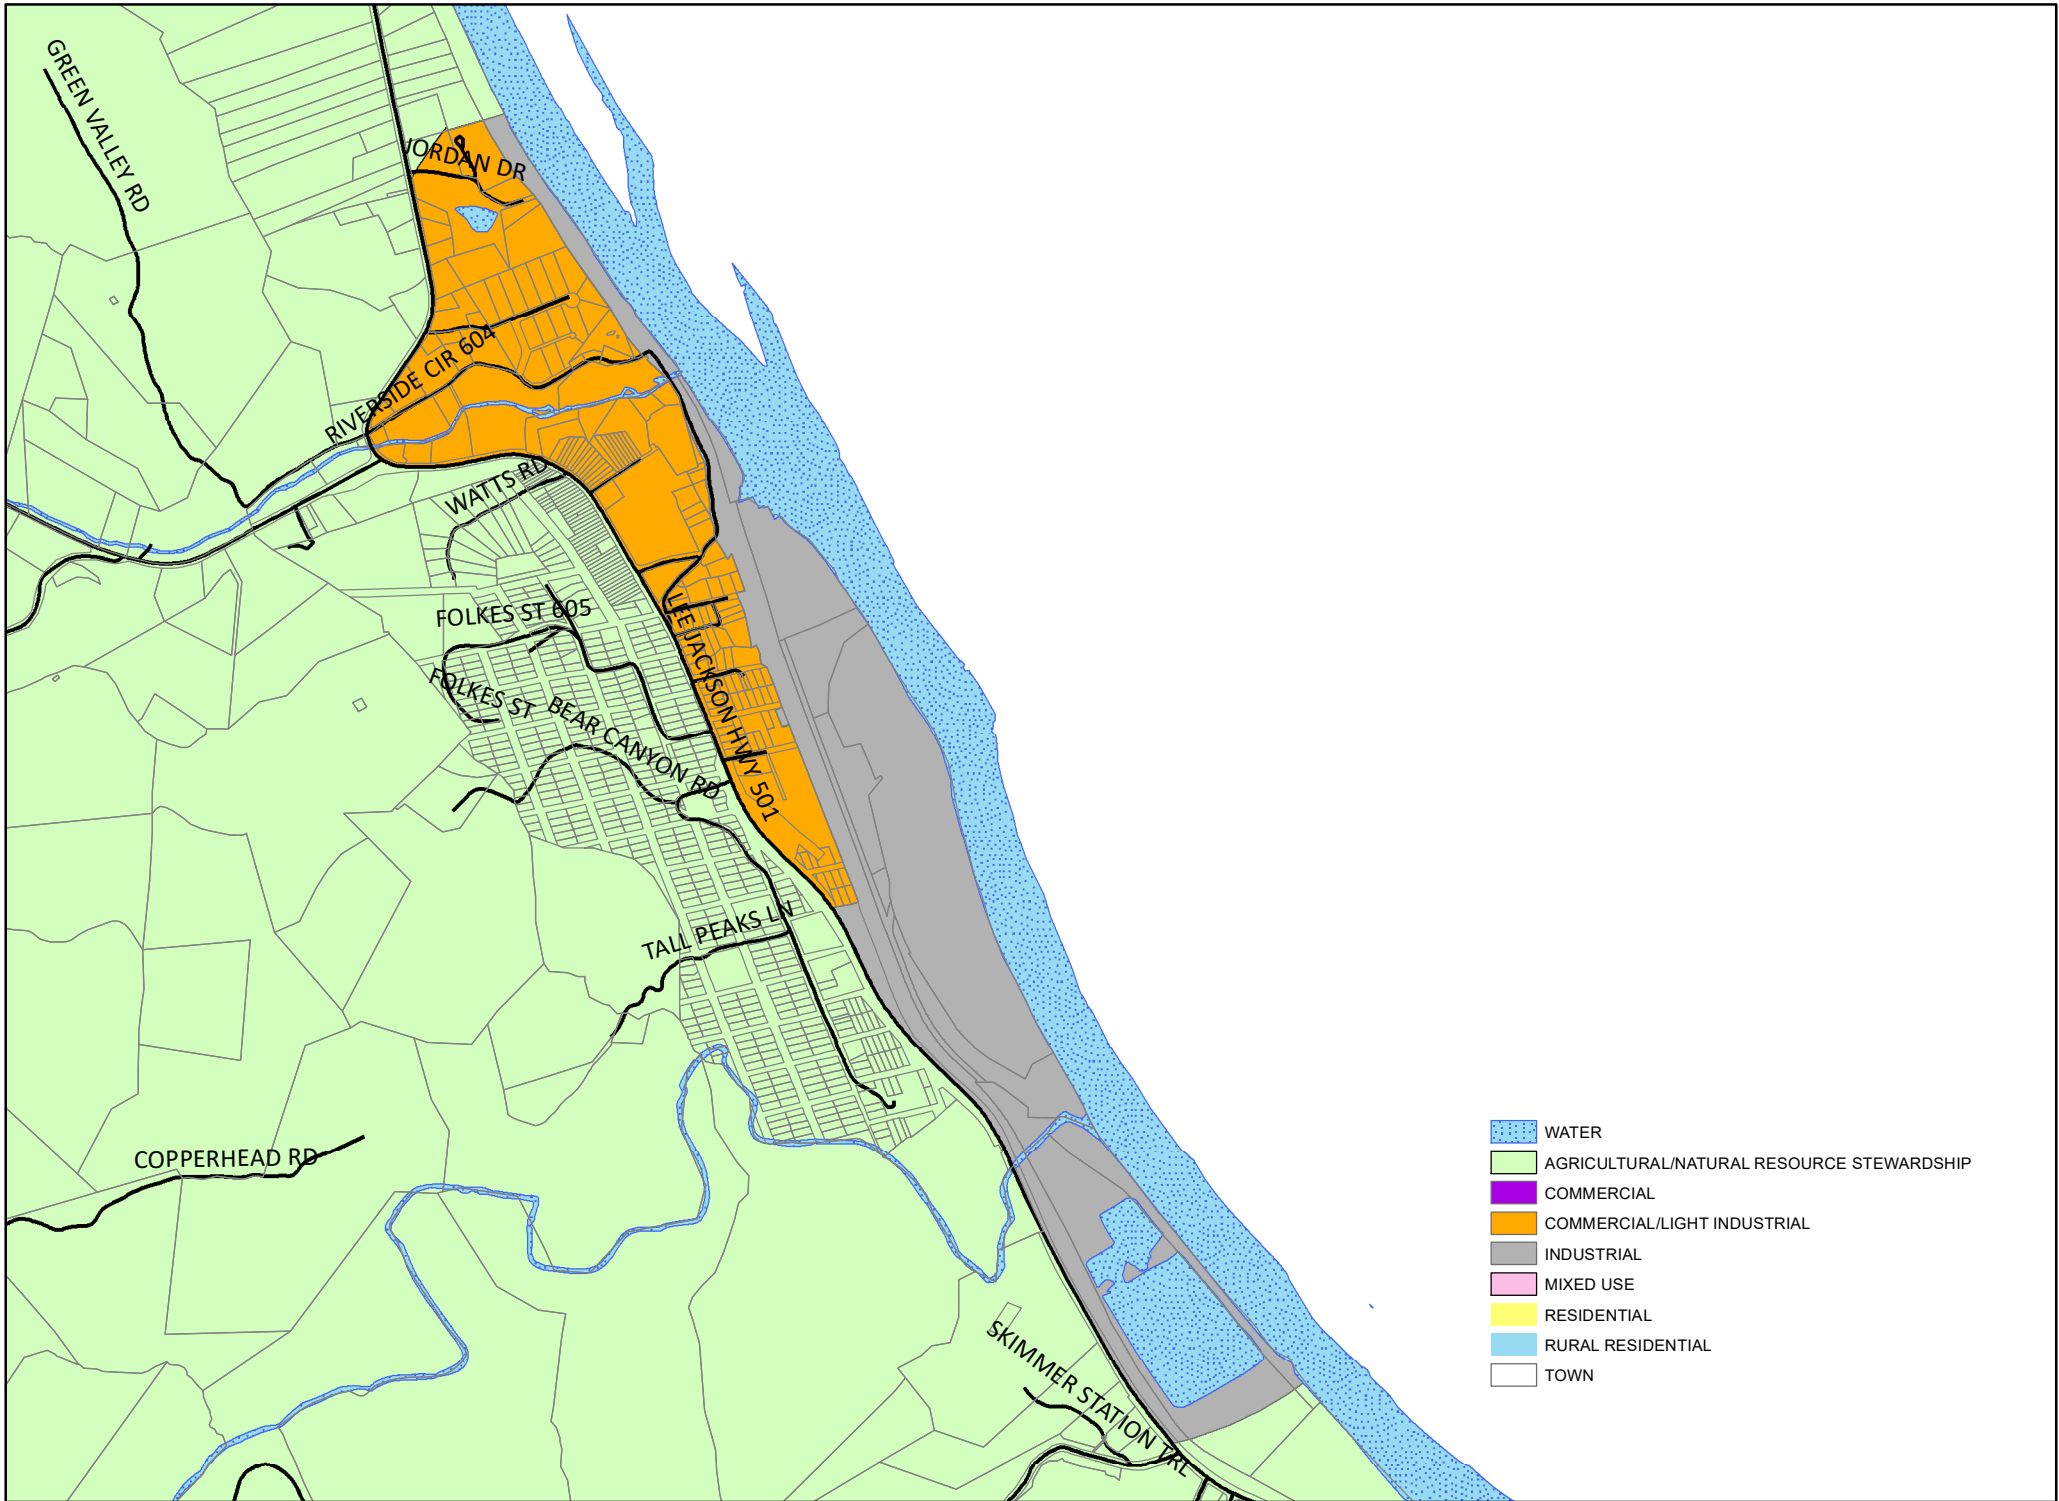 GREEN VALLEY RD
JORDAN DR
RIVERSIDE CIR 604
WATTS RD
FOLKES ST 605
LEE JACKSON HWY 501
FOLKES ST
BEAR CANYON RD
TALL PEAKS LN
COPPERHEAD RD
SKIMMER STATION TRL
WATER
AGRICULTURAL/NATURAL RESOURCE STEWARDSHIP
COMMERCIAL
COMMERCIAL/LIGHT INDUSTRIAL
INDUSTRIAL
MIXED USE
RESIDENTIAL
RURAL RESIDENTIAL
TOWN